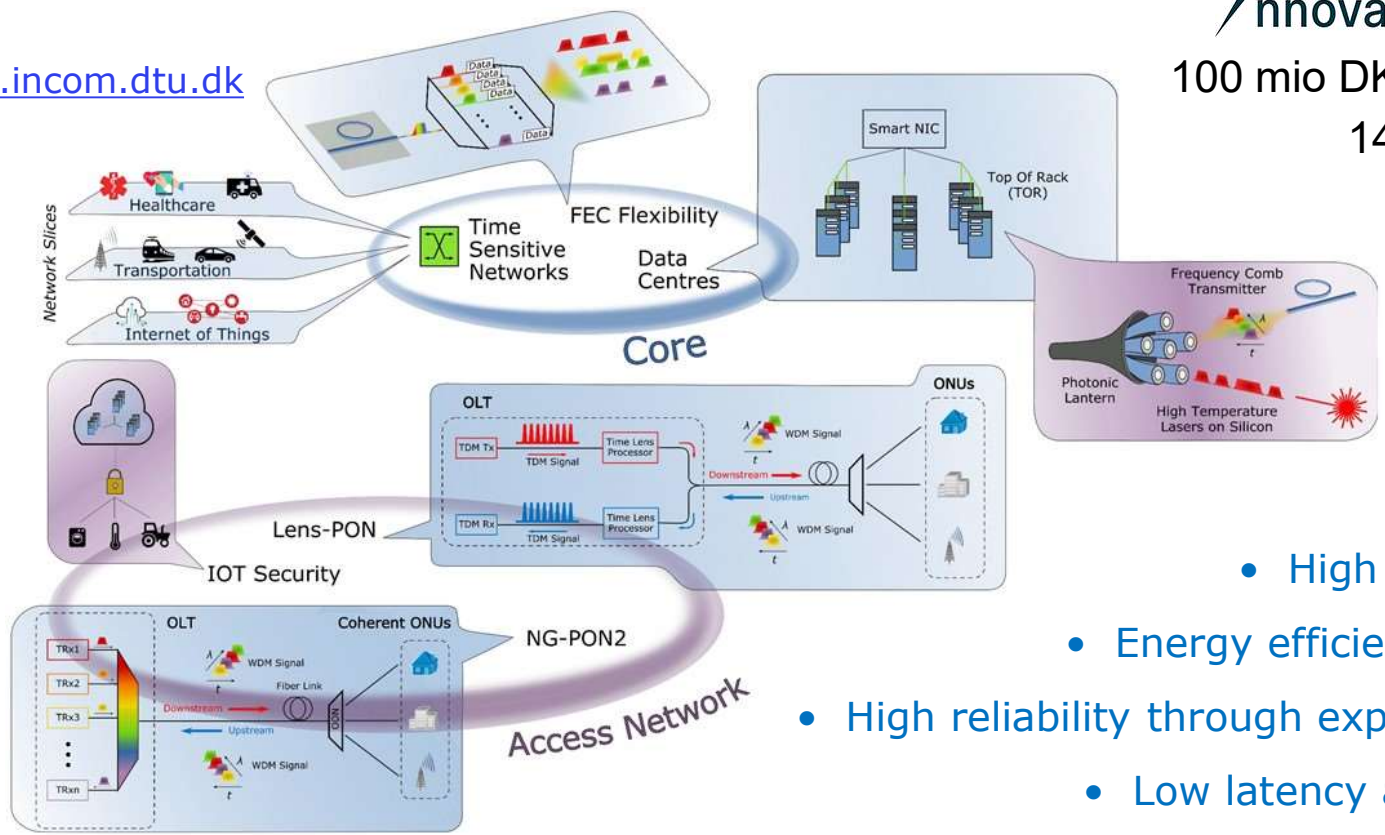 .incom.dtu.dk
nnova
100 mio DK
14
Data
Data
Data
Data
Data
Smart NIC
Top Of Rack
(TOR)
Network Slices
Healthcare
Transportation
Internet of Things
Time
Sensitive
Networks
FEC Flexibility
Data
Centres
Core
Frequency Comb
Transmitter
λ
t
Photonic
Lantern
High Temperature
Lasers on Silicon
OLT
ONUs
TDM Tx
TDM Signal
Time Lens
Processor
λ
WDM Signal
t
Downstream
Upstream
TDM Rx
TDM Signal
Time Lens
Processor
λ
WDM Signal
t
Lens-PON
IOT Security
NG-PON2
Access Network
OLT
Coherent ONUs
TRx1
TRx2
TRx3
TRxn
λ
WDM Signal
t
Fiber Link
Downstream
Upstream
ODN
λ
WDM Signal
t
• High
• Energy efficie
• High reliability through exp
• Low latency a